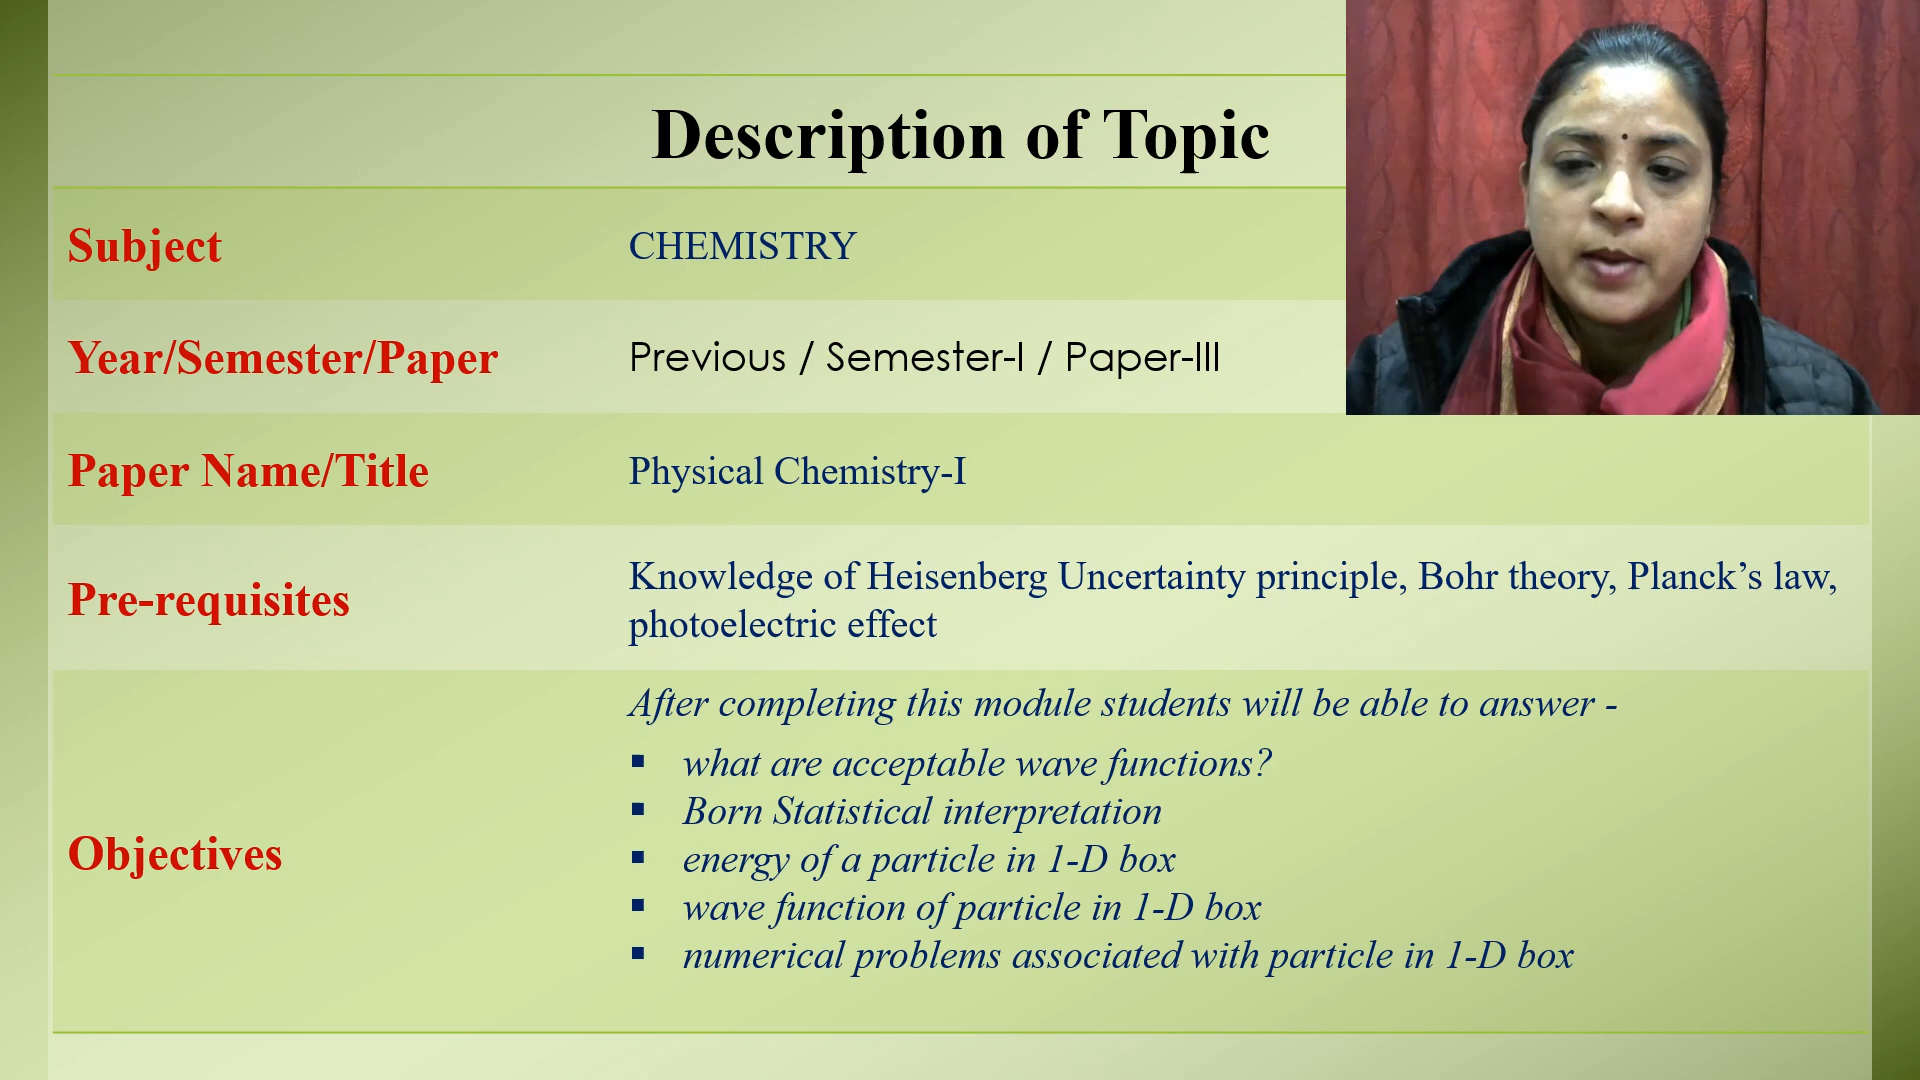 Description of Topic
Subject
CHEMISTRY
Year/Semester/Paper
Previous / Semester-I / Paper-III
Paper Name/Title
Physical Chemistry-I
Pre-requisites
Knowledge of Heisenberg Uncertainty principle, Bohr theory, Planck’s law,
photoelectric effect
Objectives
After completing this module students will be able to answer -
▪ what are acceptable wave functions?
▪ Born Statistical interpretation
▪ energy of a particle in 1-D box
▪ wave function of particle in 1-D box
▪ numerical problems associated with particle in 1-D box